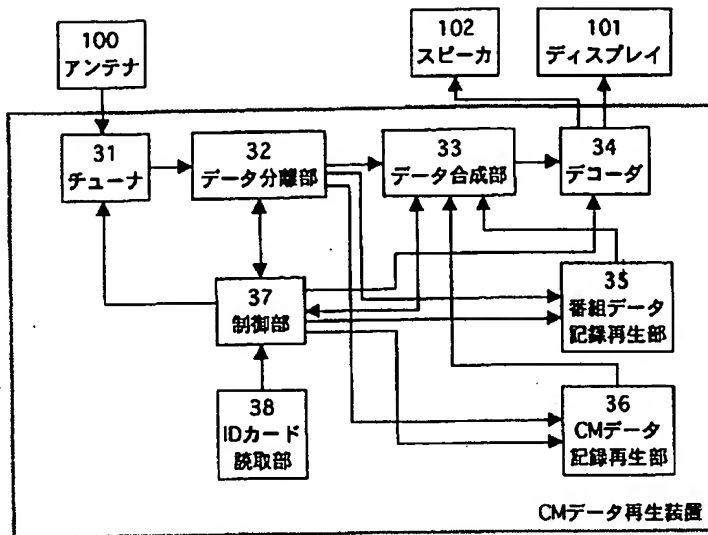 100
アンテナ
102
スピーカ
101
ディスプレイ
31
チューナ
32
データ分離部
33
データ合成部
34
デコーダ
35
番組データ
記録再生部
37
制御部
36
CMデータ
記録再生部
38
IDカード
読取部
CMデータ再生装置